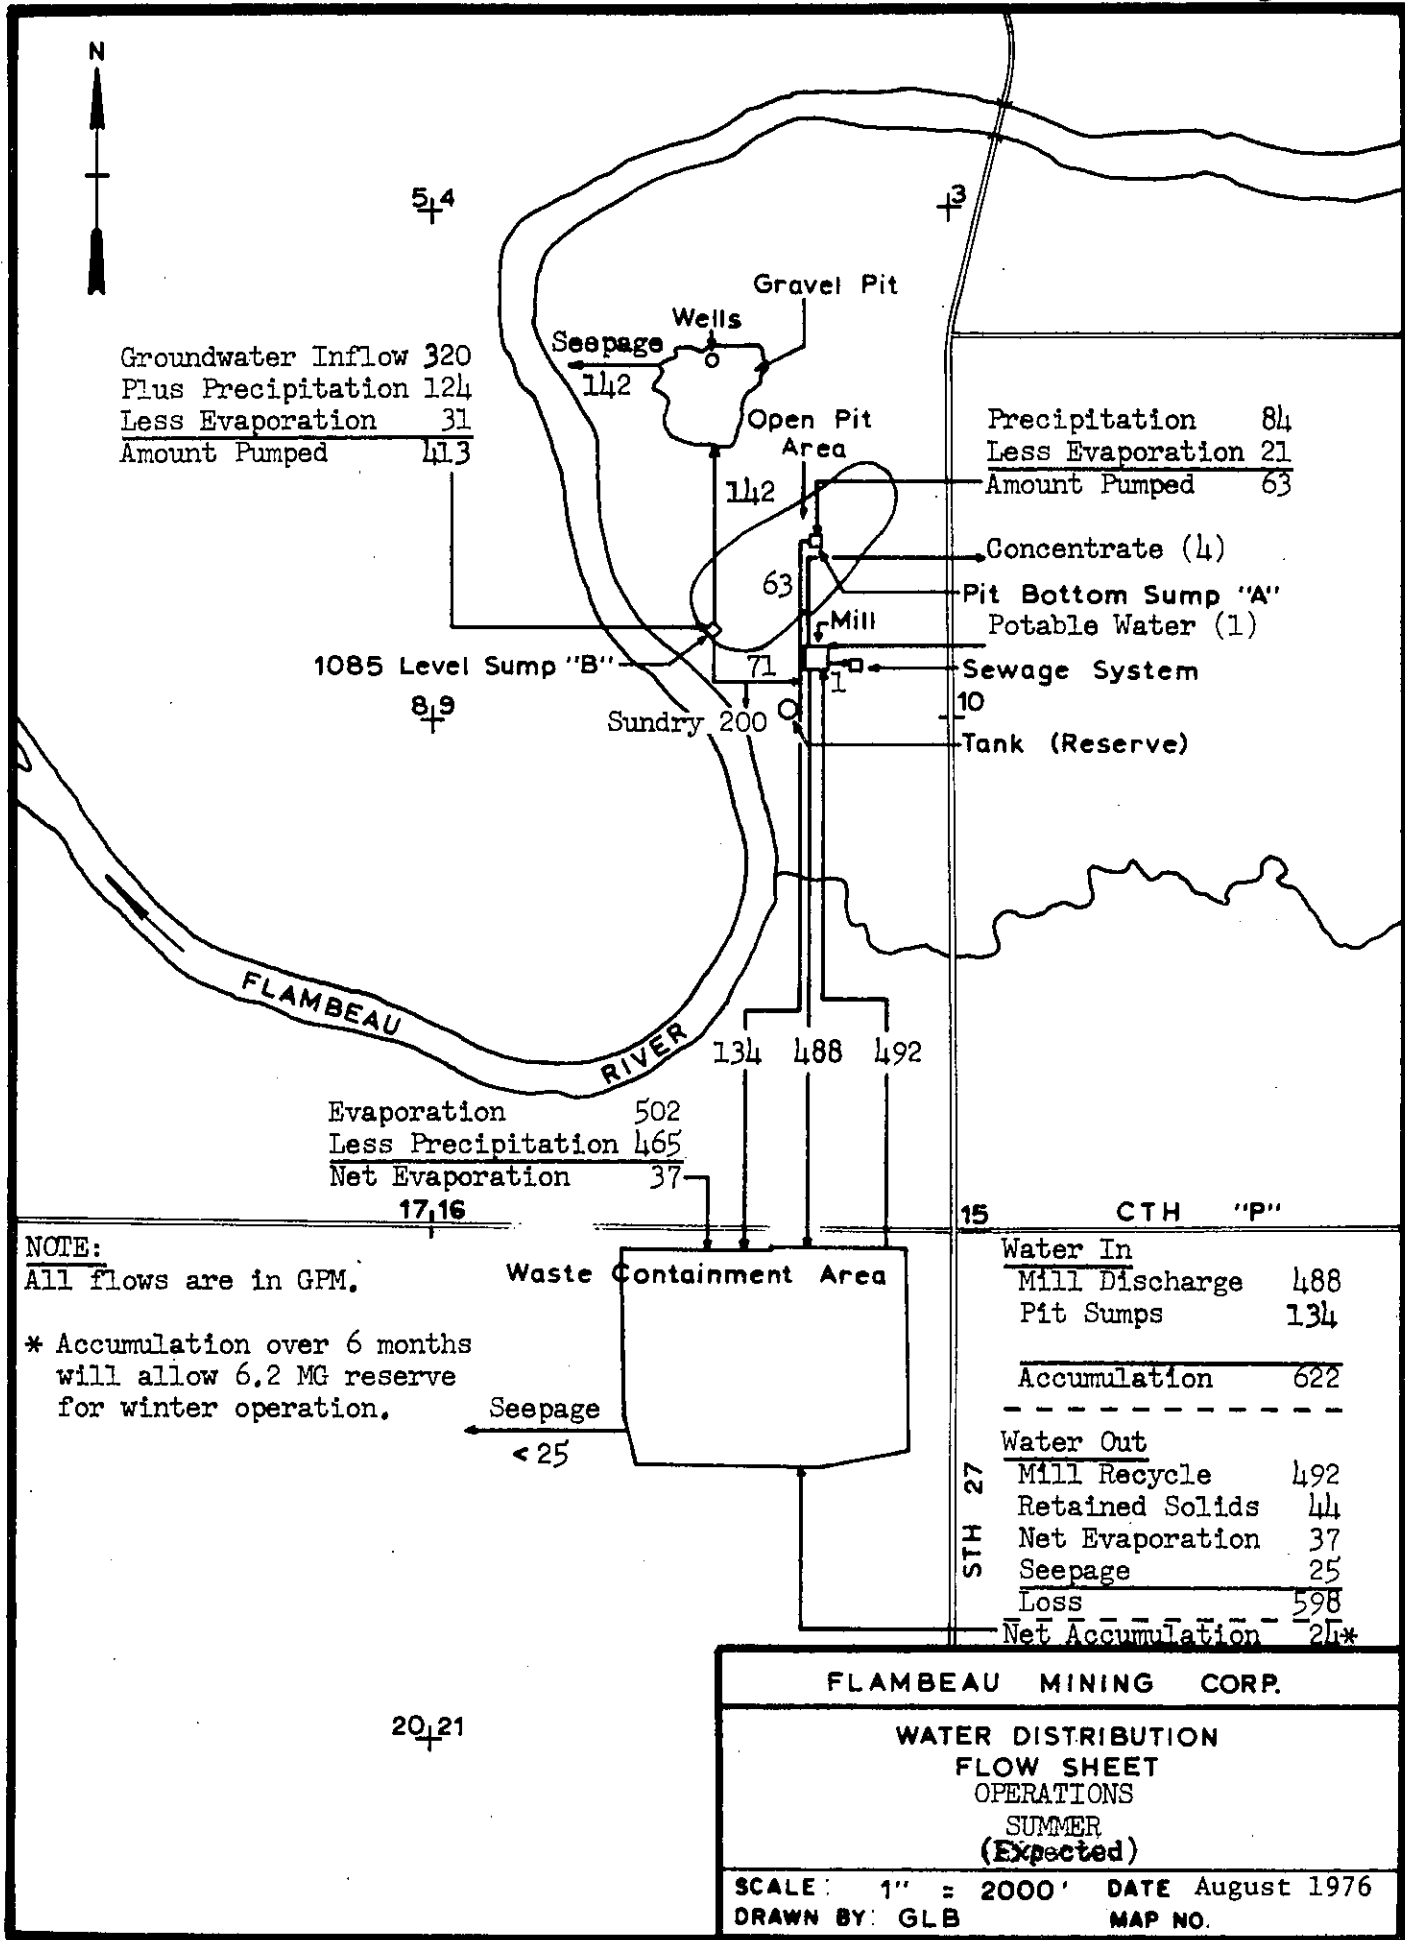 N
5 4
3
Gravel Pit
Wells
Seepage
142
Groundwater Inflow 320
Plus Precipitation 124
Less Evaporation 31
Amount Pumped 413
Open Pit
Area
142
Precipitation 84
Less Evaporation 21
Amount Pumped 63
Concentrate (4)
63
Pit Bottom Sump "A"
Mill
Potable Water (1)
1085 Level Sump "B"
71
1
Sewage System
8 9
Sundry 200
10
Tank (Reserve)
FLAMBEAU
RIVER
134 488 492
Evaporation 502
Less Precipitation 465
Net Evaporation 37
17 16
15
CTH "P"
NOTE:
All flows are in GPM.
* Accumulation over 6 months
will allow 6.2 MG reserve
for winter operation.
Waste Containment Area
Seepage
< 25
Water In
Mill Discharge 488
Pit Sumps 134
Accumulation 622
Water Out
Mill Recycle 492
Retained Solids 44
Net Evaporation 37
Seepage 25
Loss 598
Net Accumulation 24*
STH 27
20 21
FLAMBEAU MINING CORP.
WATER DISTRIBUTION
FLOW SHEET
OPERATIONS
SUMMER
(Expected)
SCALE: 1" = 2000' DATE August 1976
DRAWN BY: GLB MAP NO.